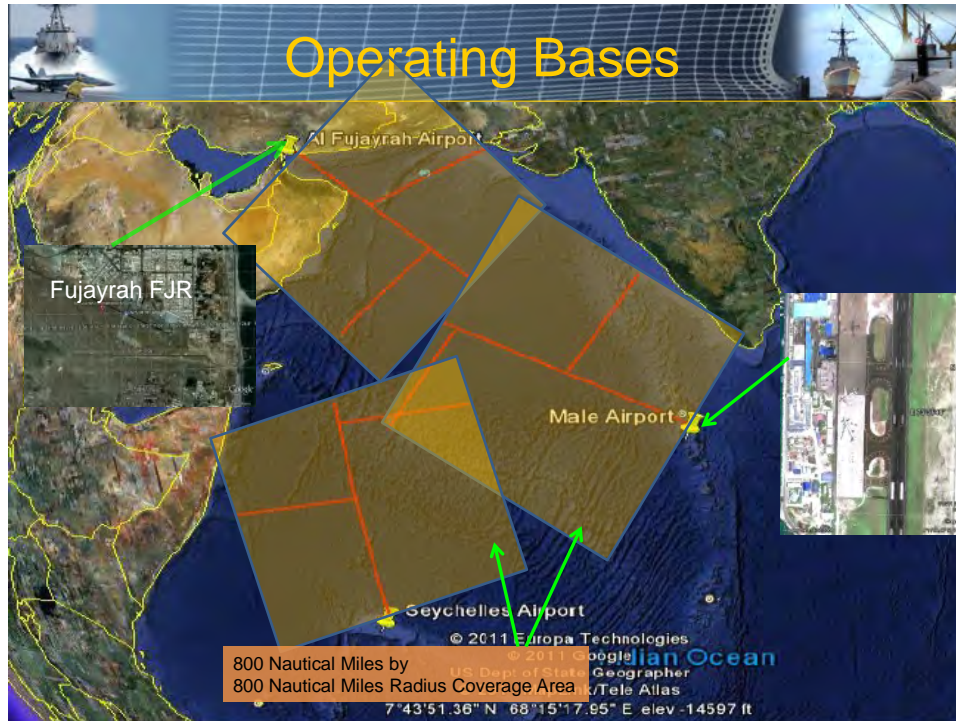 Operating Bases
Al Fujayrah Airport
Fujayrah FJR
Google
Male Airport
Seychelles Airport
© 2011 Europa Technologies
© 2011 Google
Indian Ocean
US Dept of State Geographer
/Tele Atlas
800 Nautical Miles by
800 Nautical Miles Radius Coverage Area
7°43'51.36" N 68°15'17.95" E elev -14597 ft